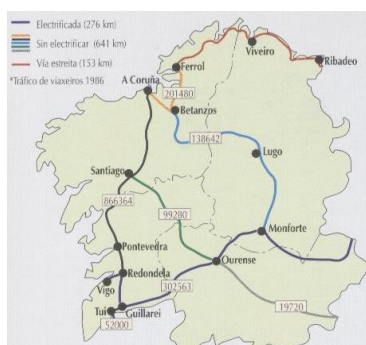 Electrificada (276 km)
Sin electrificar (641 km)
Vía estreita (153 km)
*Tráfico de viaxeiros 1986
Viveiro
Ribadeo
Ferrol
A Coruña
201480
Betanzos
138642
Lugo
Santiago
866364
99280
Monforte
Pontevedra
Ourense
Redondela
302563
Vigo
19720
Tui
Guillarei
52000